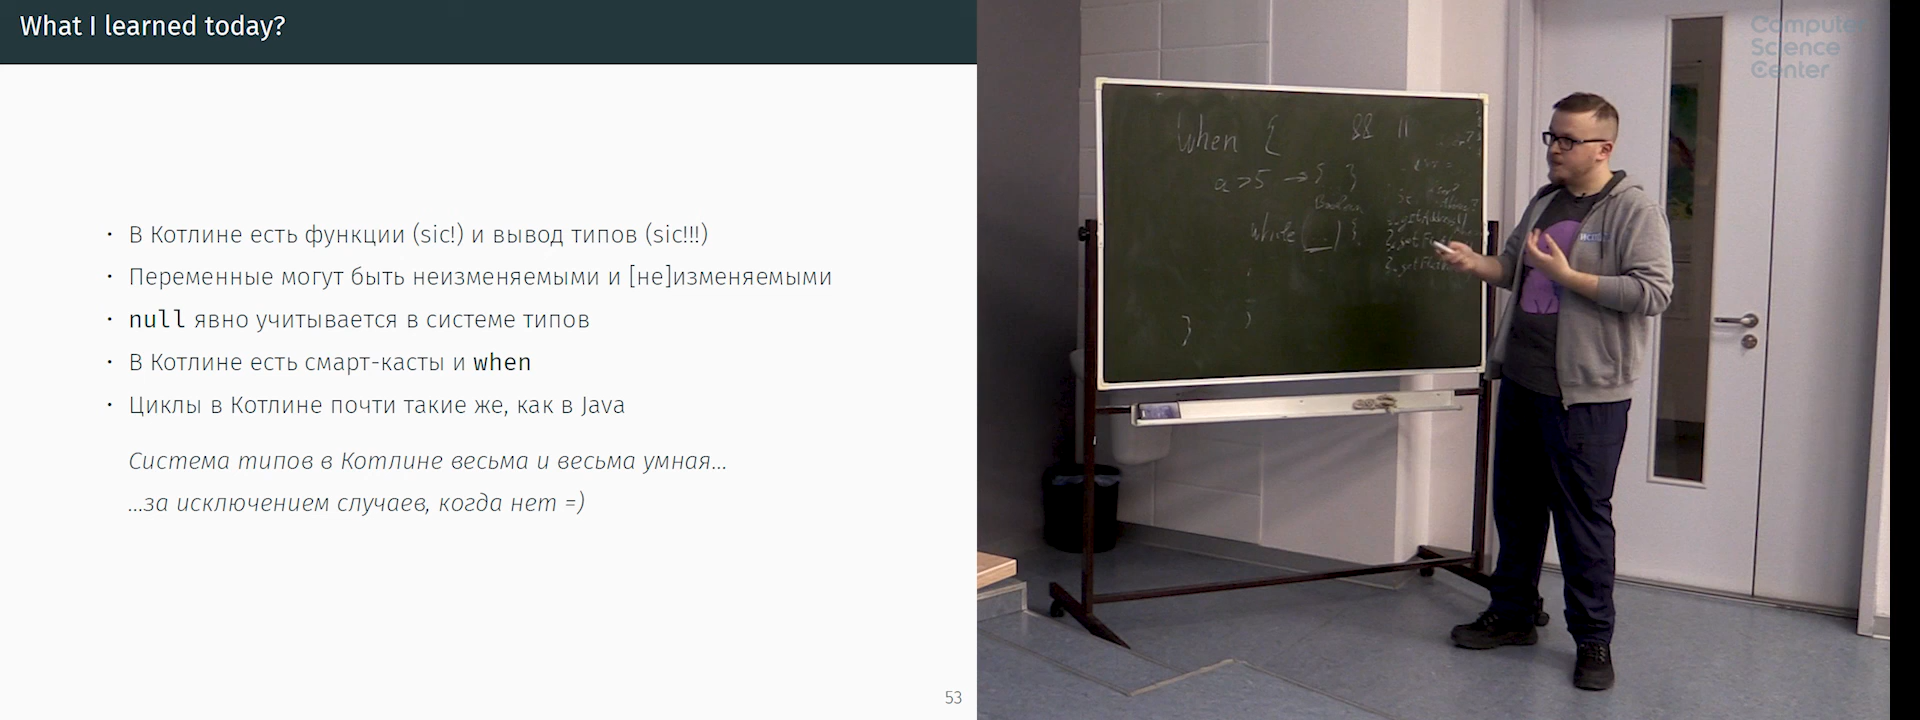 What I learned today?
• В Котлине есть функции (sic!) и вывод типов (sic!!!)
• Переменные могут быть неизменяемыми и [не]изменяемыми
• null явно учитывается в системе типов
• В Котлине есть смарт-касты и when
• Циклы в Котлине почти такие же, как в Java
Система типов в Котлине весьма и весьма умная...
...за исключением случаев, когда нет =)
53
Computer
Science
Center
when { && ||
a > 5 → { }
Boolean
while ( ... ) {
}